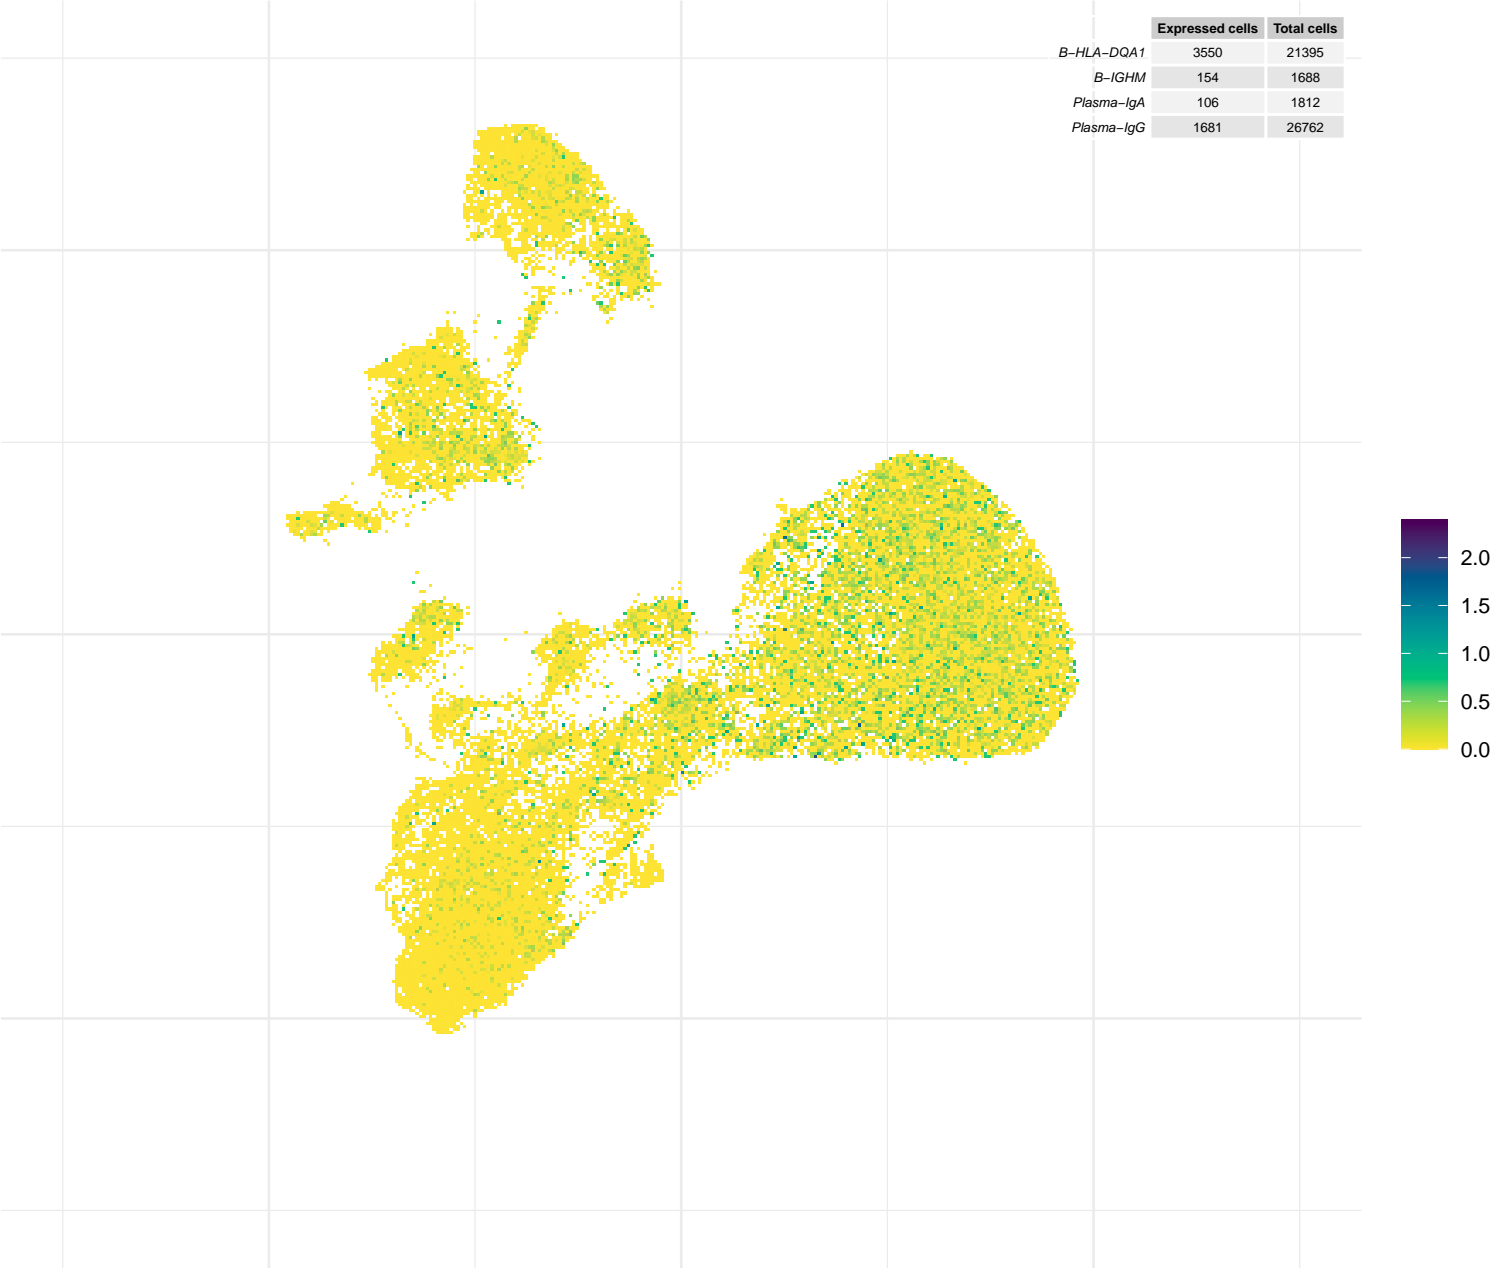 Expressed cells Total cells
B−HLA−DQA1 3550 21395
B−IGHM 154 1688
Plasma−IgA 106 1812
Plasma−IgG 1681 26762
2.0
1.5
1.0
0.5
0.0